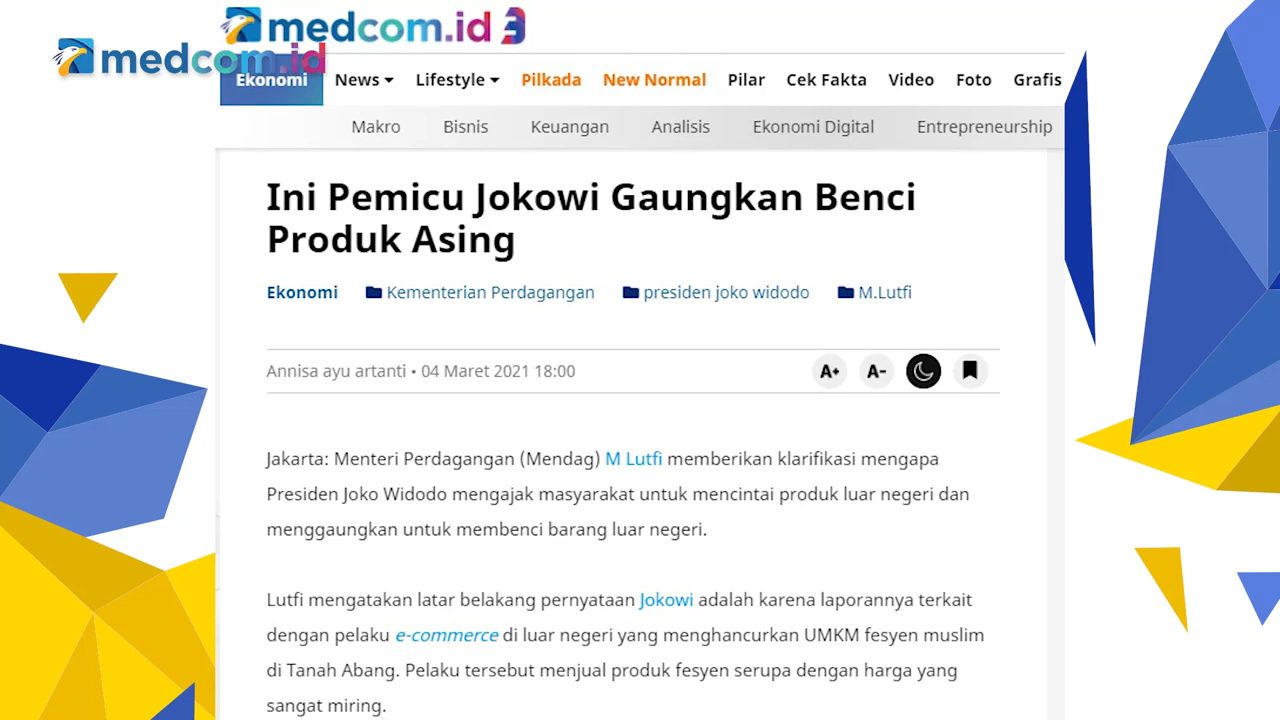 medcom.id 3
medcom.id
Ekonomi News Lifestyle Pilkada New Normal Pilar Cek Fakta Video Foto Grafis
Makro Bisnis Keuangan Analisis Ekonomi Digital Entrepreneurship
Ini Pemicu Jokowi Gaungkan Benci
Produk Asing
Ekonomi Kementerian Perdagangan presiden joko widodo M.Lutfi
Annisa ayu artanti • 04 Maret 2021 18:00 A+ A-
Jakarta: Menteri Perdagangan (Mendag) M Lutfi memberikan klarifikasi mengapa
Presiden Joko Widodo mengajak masyarakat untuk mencintai produk luar negeri dan
menggaungkan untuk membenci barang luar negeri.
Lutfi mengatakan latar belakang pernyataan Jokowi adalah karena laporannya terkait
dengan pelaku e-commerce di luar negeri yang menghancurkan UMKM fesyen muslim
di Tanah Abang. Pelaku tersebut menjual produk fesyen serupa dengan harga yang
sangat miring.